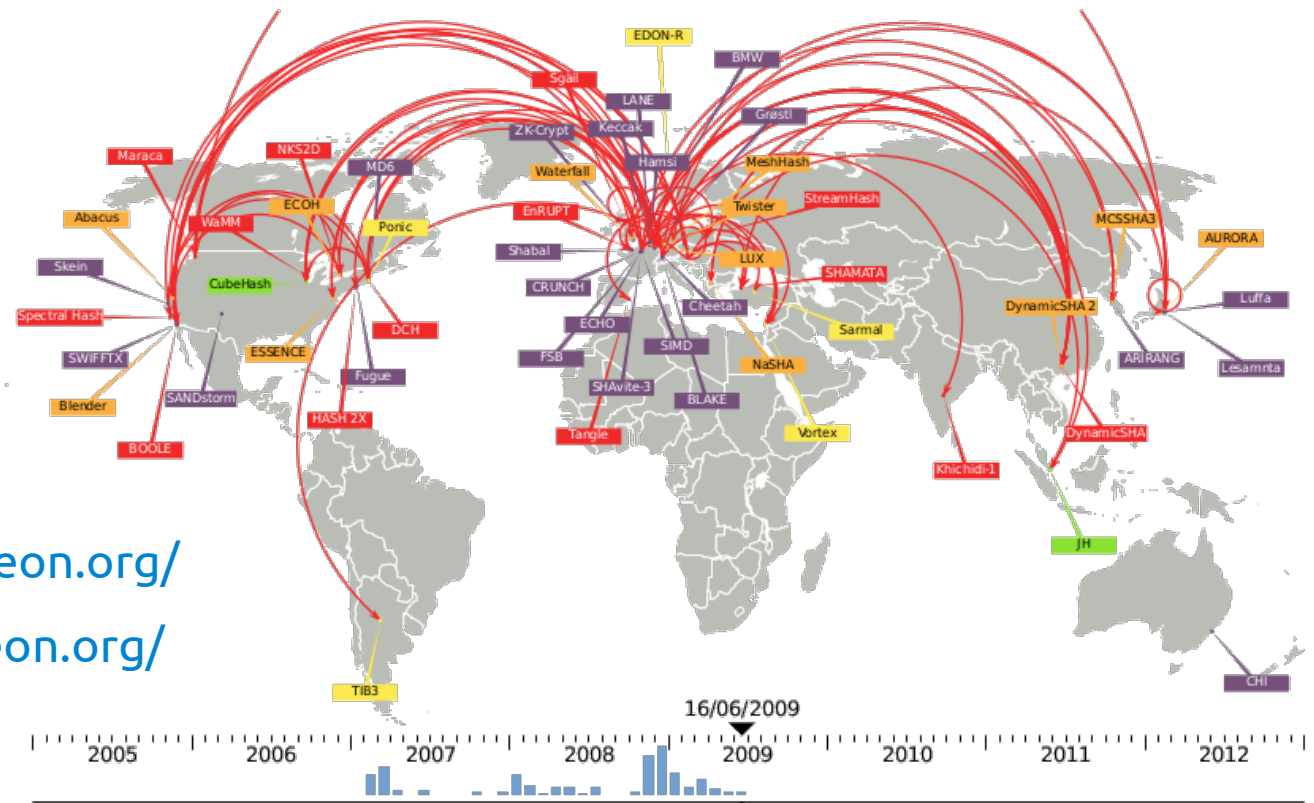 EDON-R
BMW
Sgàil
LANE
Grøstl
ZK-Crypt
Keccak
NKS2D
Maraca
MD6
Hamsi
MeshHash
Waterfall
ECOH
StreamHash
Twister
EnRUPT
Abacus
WaMM
Ponic
MCSSHA3
AURORA
Shabal
LUX
Skein
SHAMATA
CubeHash
CRUNCH
Cheetah
DynamicSHA 2
Luffa
Spectral Hash
ECHO
DCH
Sarmal
SIMD
ESSENCE
SWIFFTX
FSB
ARIRANG
NaSHA
Lesamnta
Fugue
SHAvite-3
SANDstorm
BLAKE
Blender
HASH 2X
Tangle
Vortex
DynamicSHA
BOOLE
Khichidi-1
JH
eon.org/
eon.org/
CHI
TIB3
16/06/2009
2005 2006 2007 2008 2009 2010 2011 2012